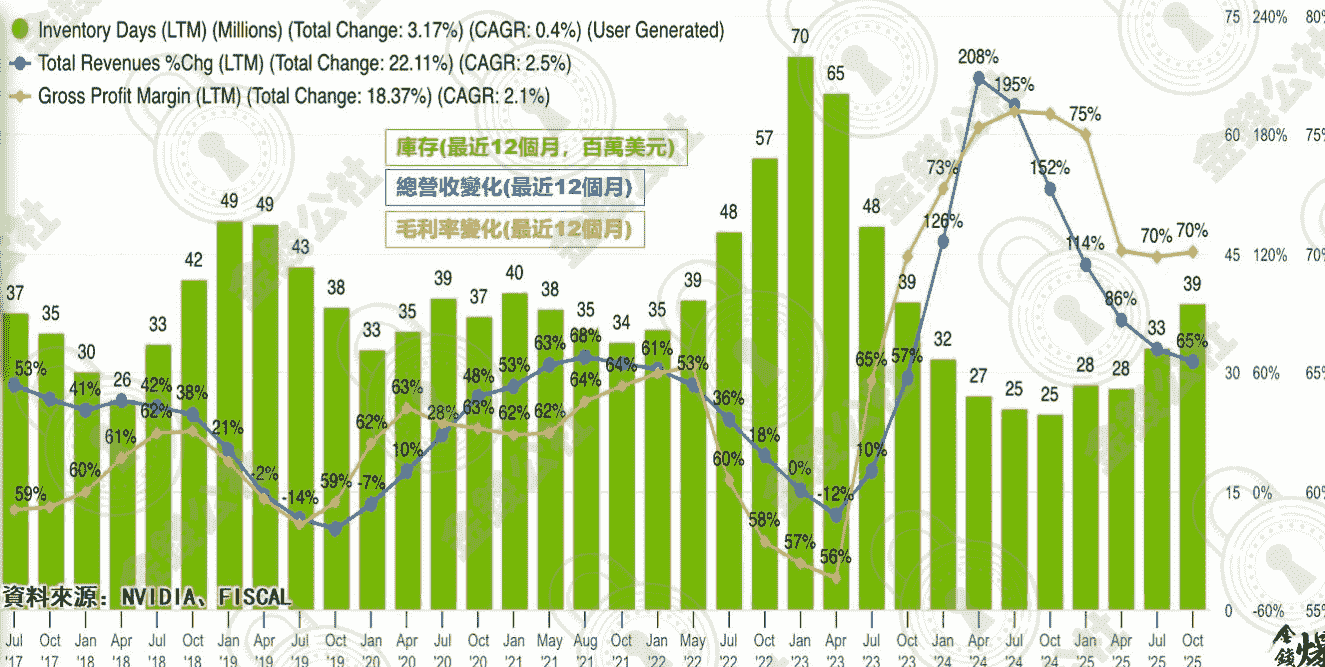 Inventory Days (LTM) (Millions) (Total Change: 3.17%) (CAGR: 0.4%) (User Generated)
Total Revenues %Chg (LTM) (Total Change: 22.11%) (CAGR: 2.5%)
Gross Profit Margin (LTM) (Total Change: 18.37%) (CAGR: 2.1%)
庫存(最近12個月，百萬美元)
總營收變化(最近12個月)
毛利率變化(最近12個月)
37 35 30 26 33 42 49 49 43 38 33 35 39 37 40 38 35 34 35 39 48 57 70 65 48 39 32 27 25 25 28 28 33 39
53% 41% 42% 38% 21% -2% -14% -7% 10% 28% 48% 53% 63% 68% 61% 53% 36% 18% 0% -12% 10% 57% 126% 208% 195% 152% 114% 86% 65%
59% 60% 61% 62% 59% 62% 63% 63% 62% 62% 64% 64% 60% 58% 57% 56% 65% 73% 75% 70% 70%
75 240% 80%
60 180% 75%
45 120% 70%
30 60% 65%
15 0% 60%
0 -60% 55%
資料來源：NVIDIA、FISCAL
Jul Oct Jan Apr Jul Oct Jan Apr Jul Oct Jan Apr Jul Oct Jan May Aug Oct Jan May Jul Oct Jan Apr Jul Oct Jan Apr Jul Oct Jan Apr Jul Oct
'17 '17 '18 '18 '18 '18 '19 '19 '19 '19 '20 '20 '20 '20 '21 '21 '21 '21 '22 '22 '22 '22 '23 '23 '23 '23 '24 '24 '24 '24 '25 '25 '25 '25
金錢爆
金錢公社